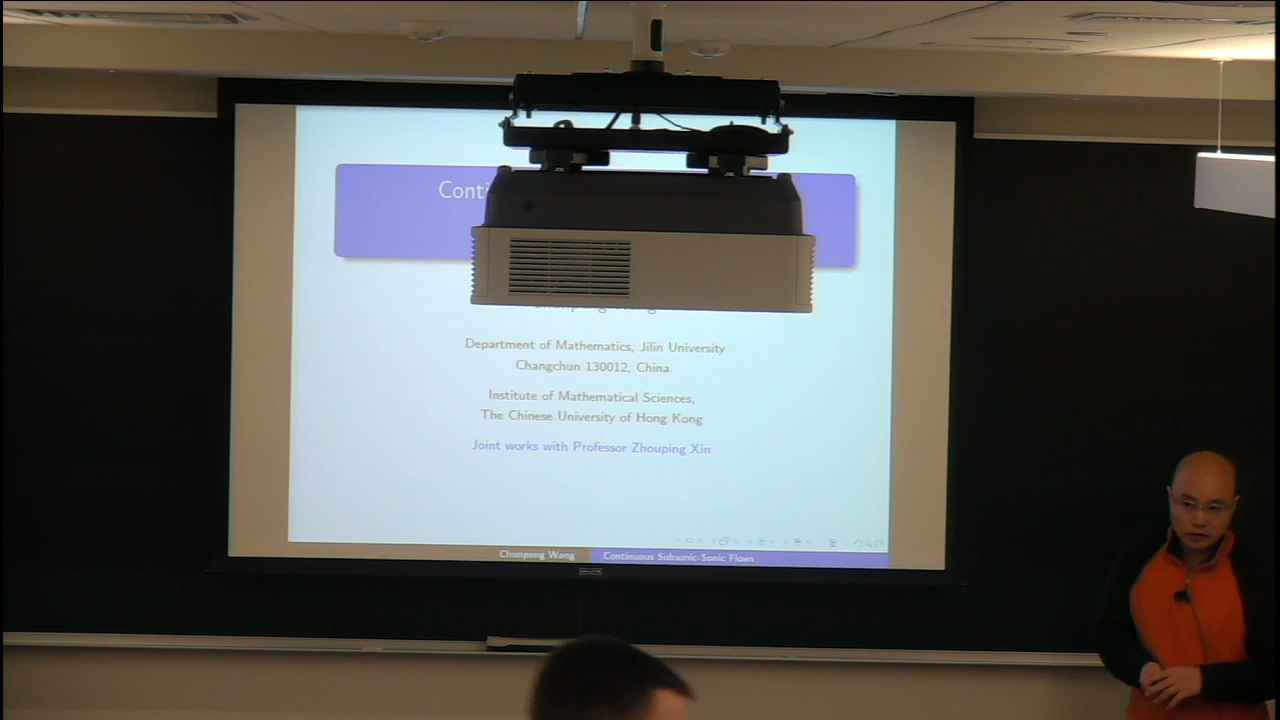 Department of Mathematics, Jilin University
Changchun 130012, China
Institute of Mathematical Sciences,
The Chinese University of Hong Kong
Joint works with Professor Zhouping Xin
Chunpeng Wang Continuous Subsonic-Sonic Flows